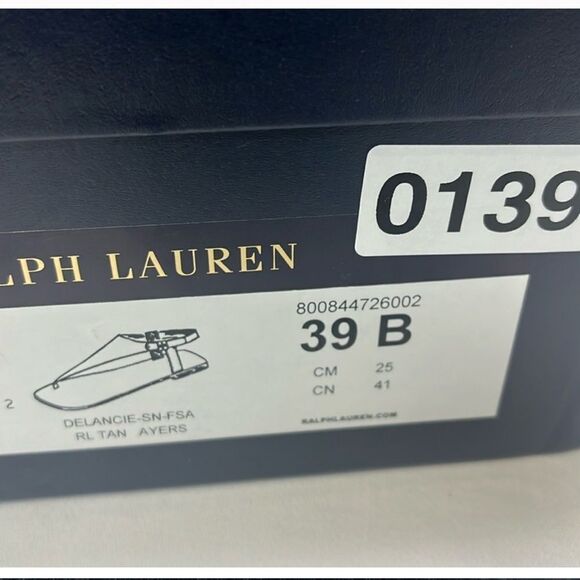 0139
LPH LAUREN
800844726002
39 B
CM 25
CN 41
2
DELANCIE-SN-FSA
RL TAN AYERS
RALPHLAUREN.COM